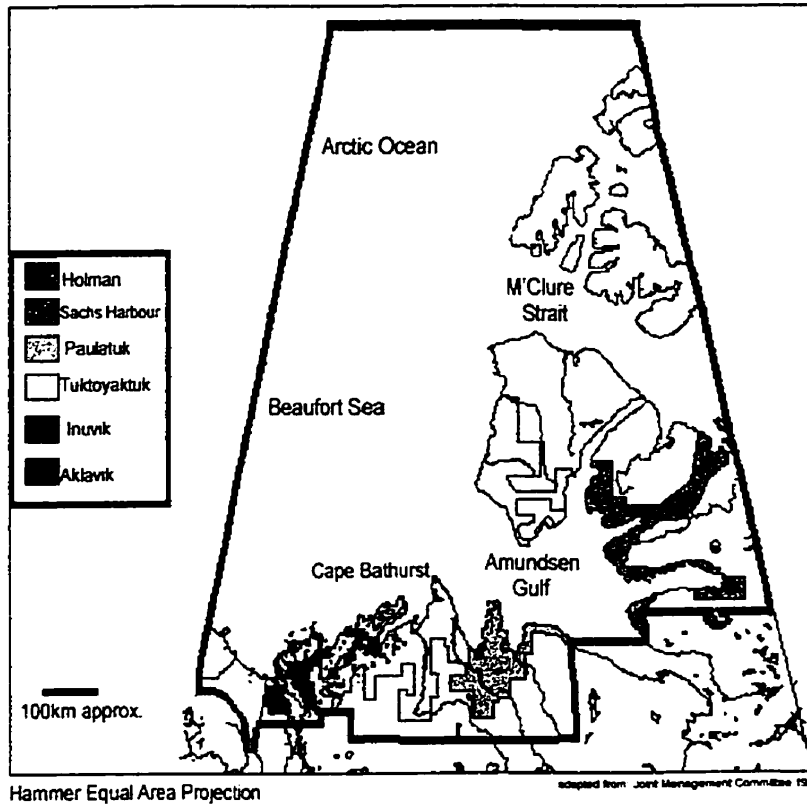 Arctic Ocean
M'Clure
Strait
Holman
Sachs Harbour
Paulatuk
Tuktoyaktuk
Inuvik
Aklavik
Beaufort Sea
Cape Bathurst
Amundsen
Gulf
100km approx.
Hammer Equal Area Projection
adapted from Joint Management Committee 19